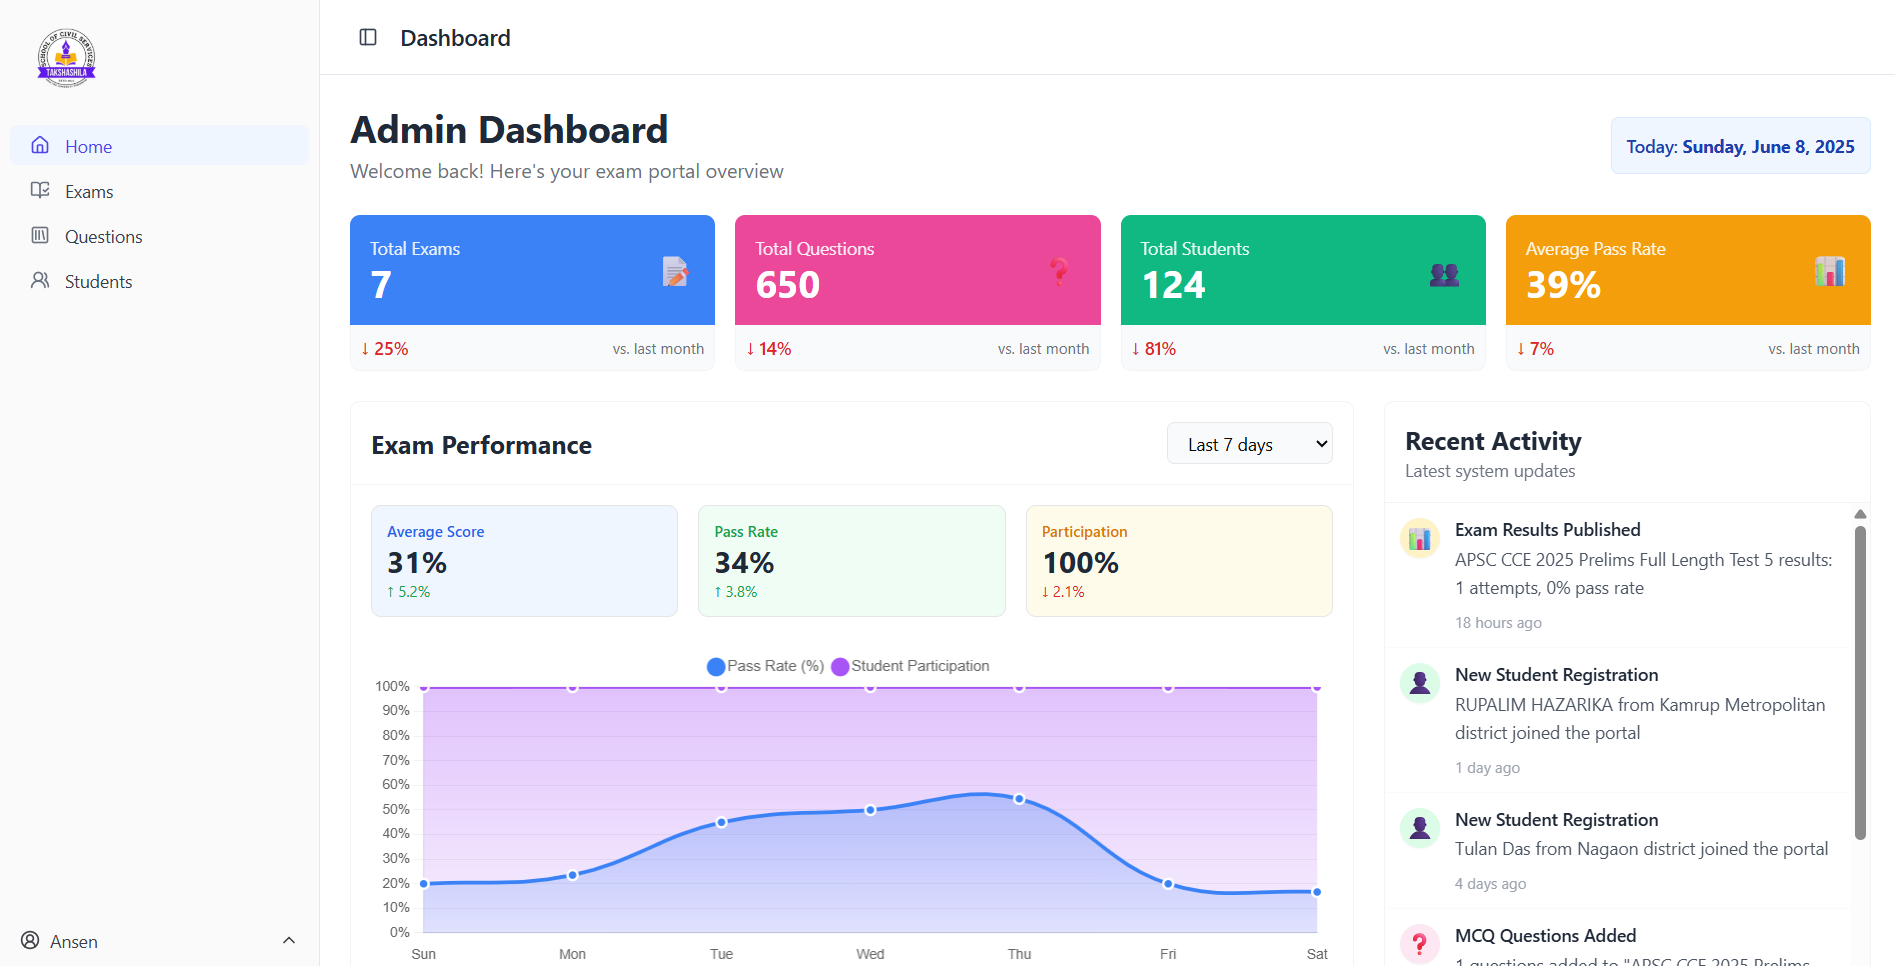 SCHOOL OF CIVIL SERVICES
TAKSHASHILA
Home
Exams
Questions
Students
Ansen
Dashboard
Admin Dashboard
Welcome back! Here's your exam portal overview
Today: Sunday, June 8, 2025
Total Exams
7
↓ 25% vs. last month
Total Questions
650
↓ 14% vs. last month
Total Students
124
↓ 81% vs. last month
Average Pass Rate
39%
↓ 7% vs. last month
Exam Performance
Last 7 days
Average Score
31%
↑ 5.2%
Pass Rate
34%
↑ 3.8%
Participation
100%
↓ 2.1%
Pass Rate (%) Student Participation
100%
90%
80%
70%
60%
50%
40%
30%
20%
10%
0%
Sun Mon Tue Wed Thu Fri Sat
Recent Activity
Latest system updates
Exam Results Published
APSC CCE 2025 Prelims Full Length Test 5 results:
1 attempts, 0% pass rate
18 hours ago
New Student Registration
RUPALIM HAZARIKA from Kamrup Metropolitan
district joined the portal
1 day ago
New Student Registration
Tulan Das from Nagaon district joined the portal
4 days ago
MCQ Questions Added
1 questions added to "APSC CCE 2025 Prelims